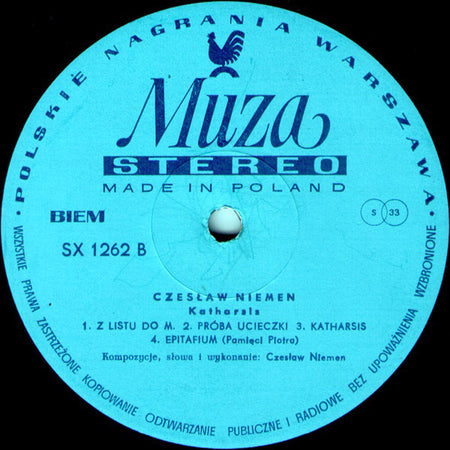 • POLSKIE NAGRANIA WARSZAWA •
Muza
STEREO
MADE IN POLAND
BIEM
S 33
SX 1262 B
CZESŁAW NIEMEN
Katharsis
1. Z LISTU DO M. 2. PRÓBA UCIECZKI 3. KATHARSIS
4. EPITAFIUM (Pamięci Piotra)
Kompozycje, słowa i wykonanie: Czesław Niemen
WSZYSTKIE PRAWA ZASTRZEŻONE KOPIOWANIE ODTWARZANIE PUBLICZNE I RADIOWE BEZ UPOWAŻNIENIA WZBRONIONE